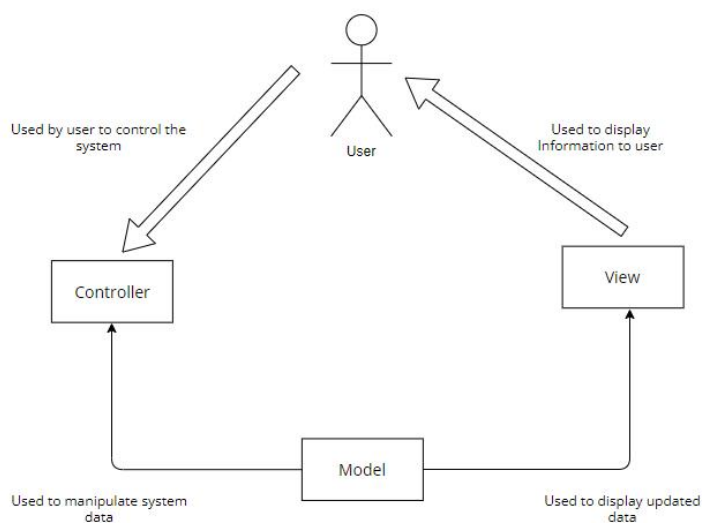 Used by user to control the
system
User
Used to display
Information to user
Controller
View
Model
Used to manipulate system
data
Used to display updated
data